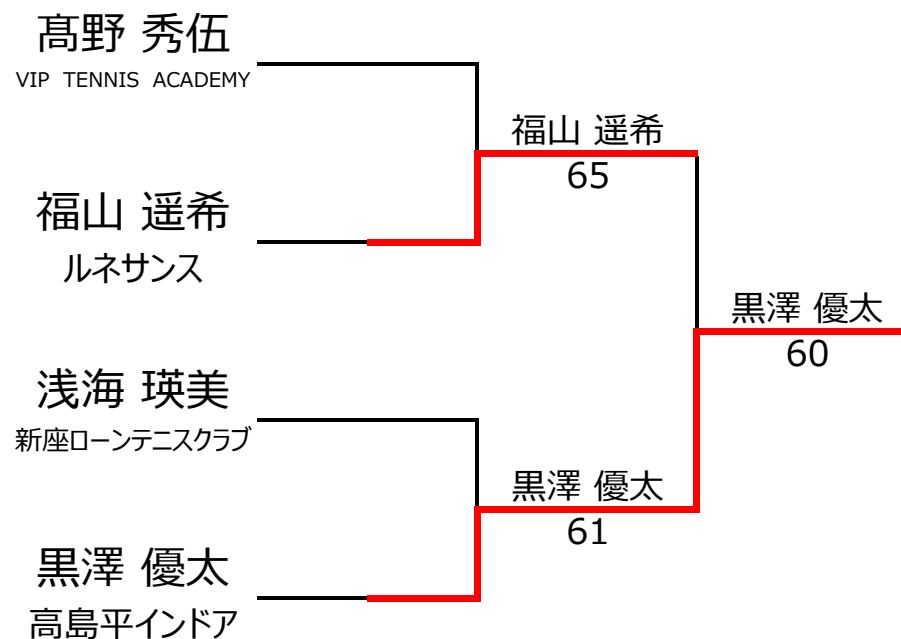 髙野 秀伍
VIP TENNIS ACADEMY
福山 遥希
65
福山 遥希
ルネサンス
黒澤 優太
60
浅海 瑛美
新座ローンテニスクラブ
黒澤 優太
61
黒澤 優太
高島平インドア